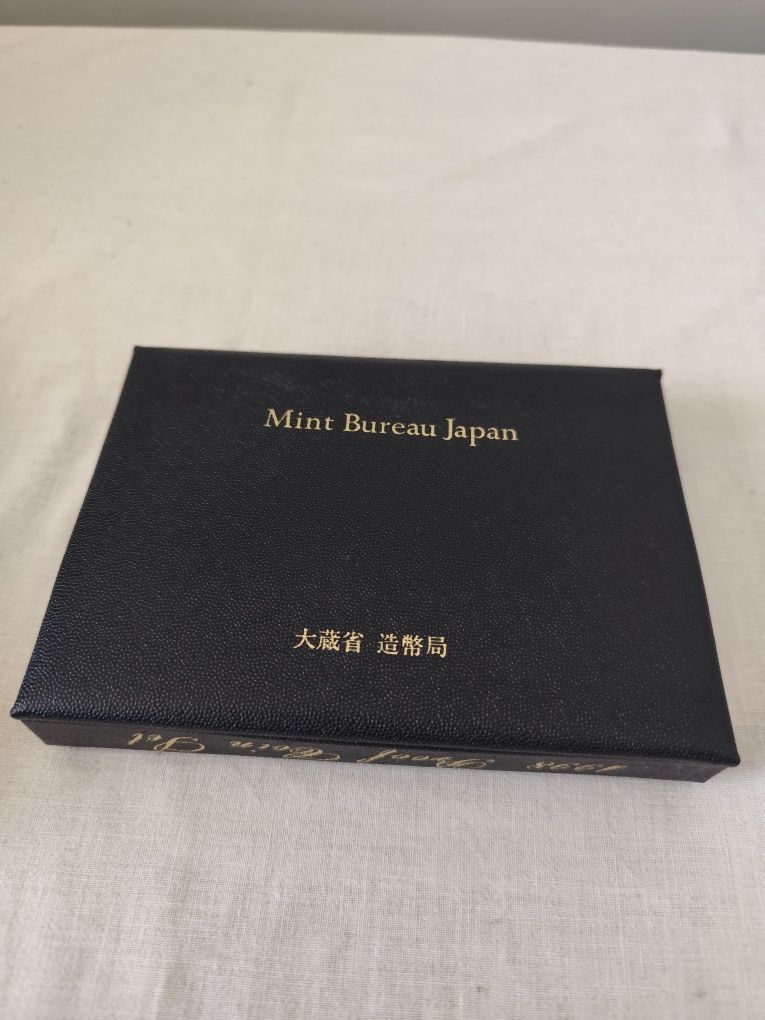 Mint Bureau Japan
大蔵省 造幣局
1998 Proof Coin Set